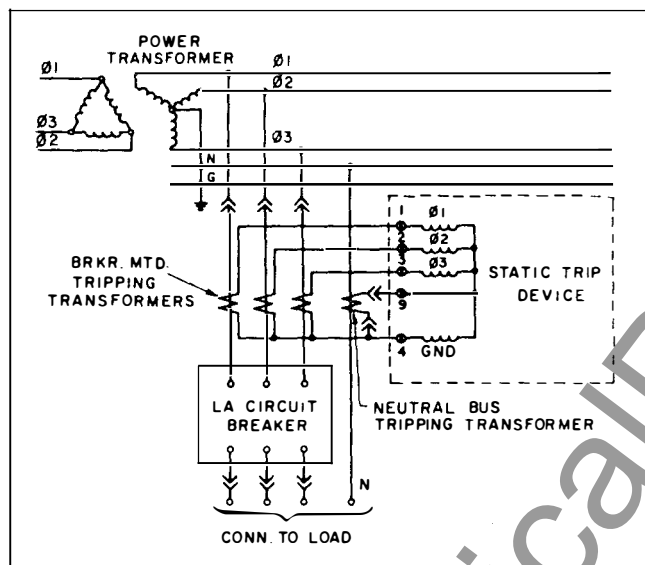 POWER
TRANSFORMER
Ø1
Ø3
Ø2
Ø1
Ø2
Ø3
N
G
1
Ø1
2
Ø2
3
Ø3
9
4
GND
STATIC TRIP
DEVICE
BRKR. MTD.
TRIPPING
TRANSFORMERS
LA CIRCUIT
BREAKER
NEUTRAL BUS
TRIPPING TRANSFORMER
N
CONN. TO LOAD